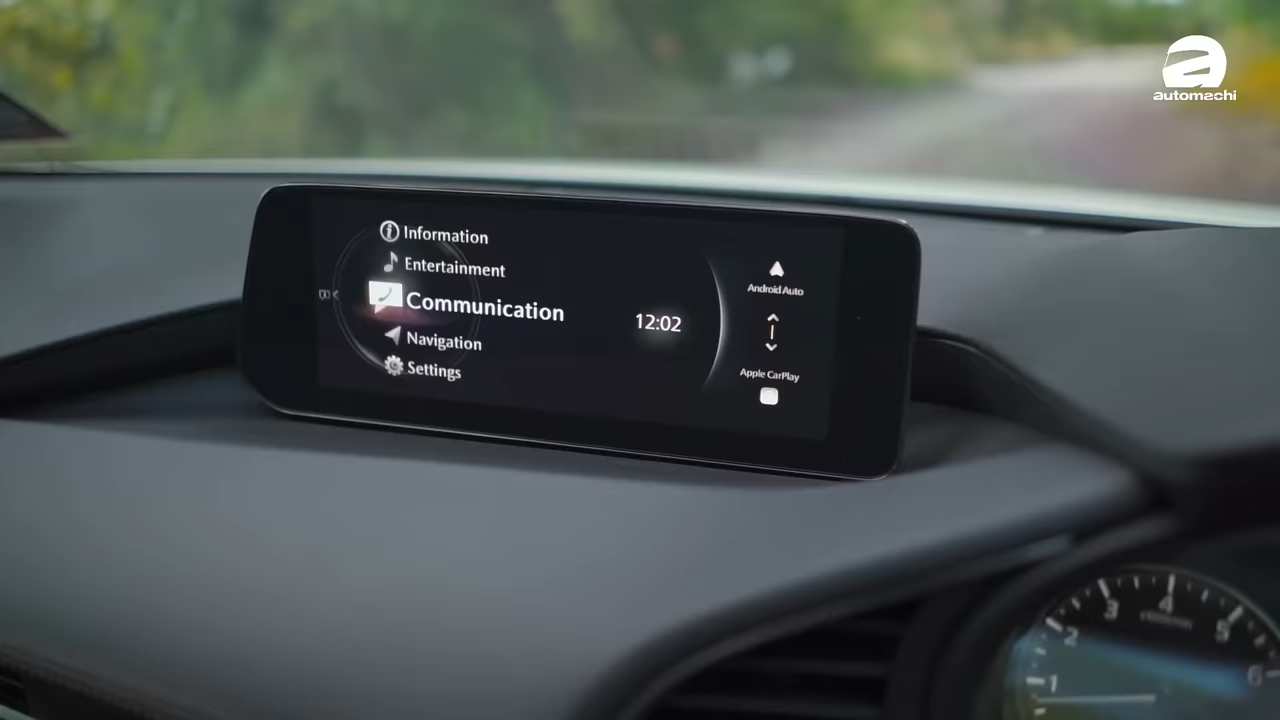 automachi
Information
Entertainment
Communication
Navigation
Settings
12:02
Android Auto
Apple CarPlay
1
2
3
4
5
6